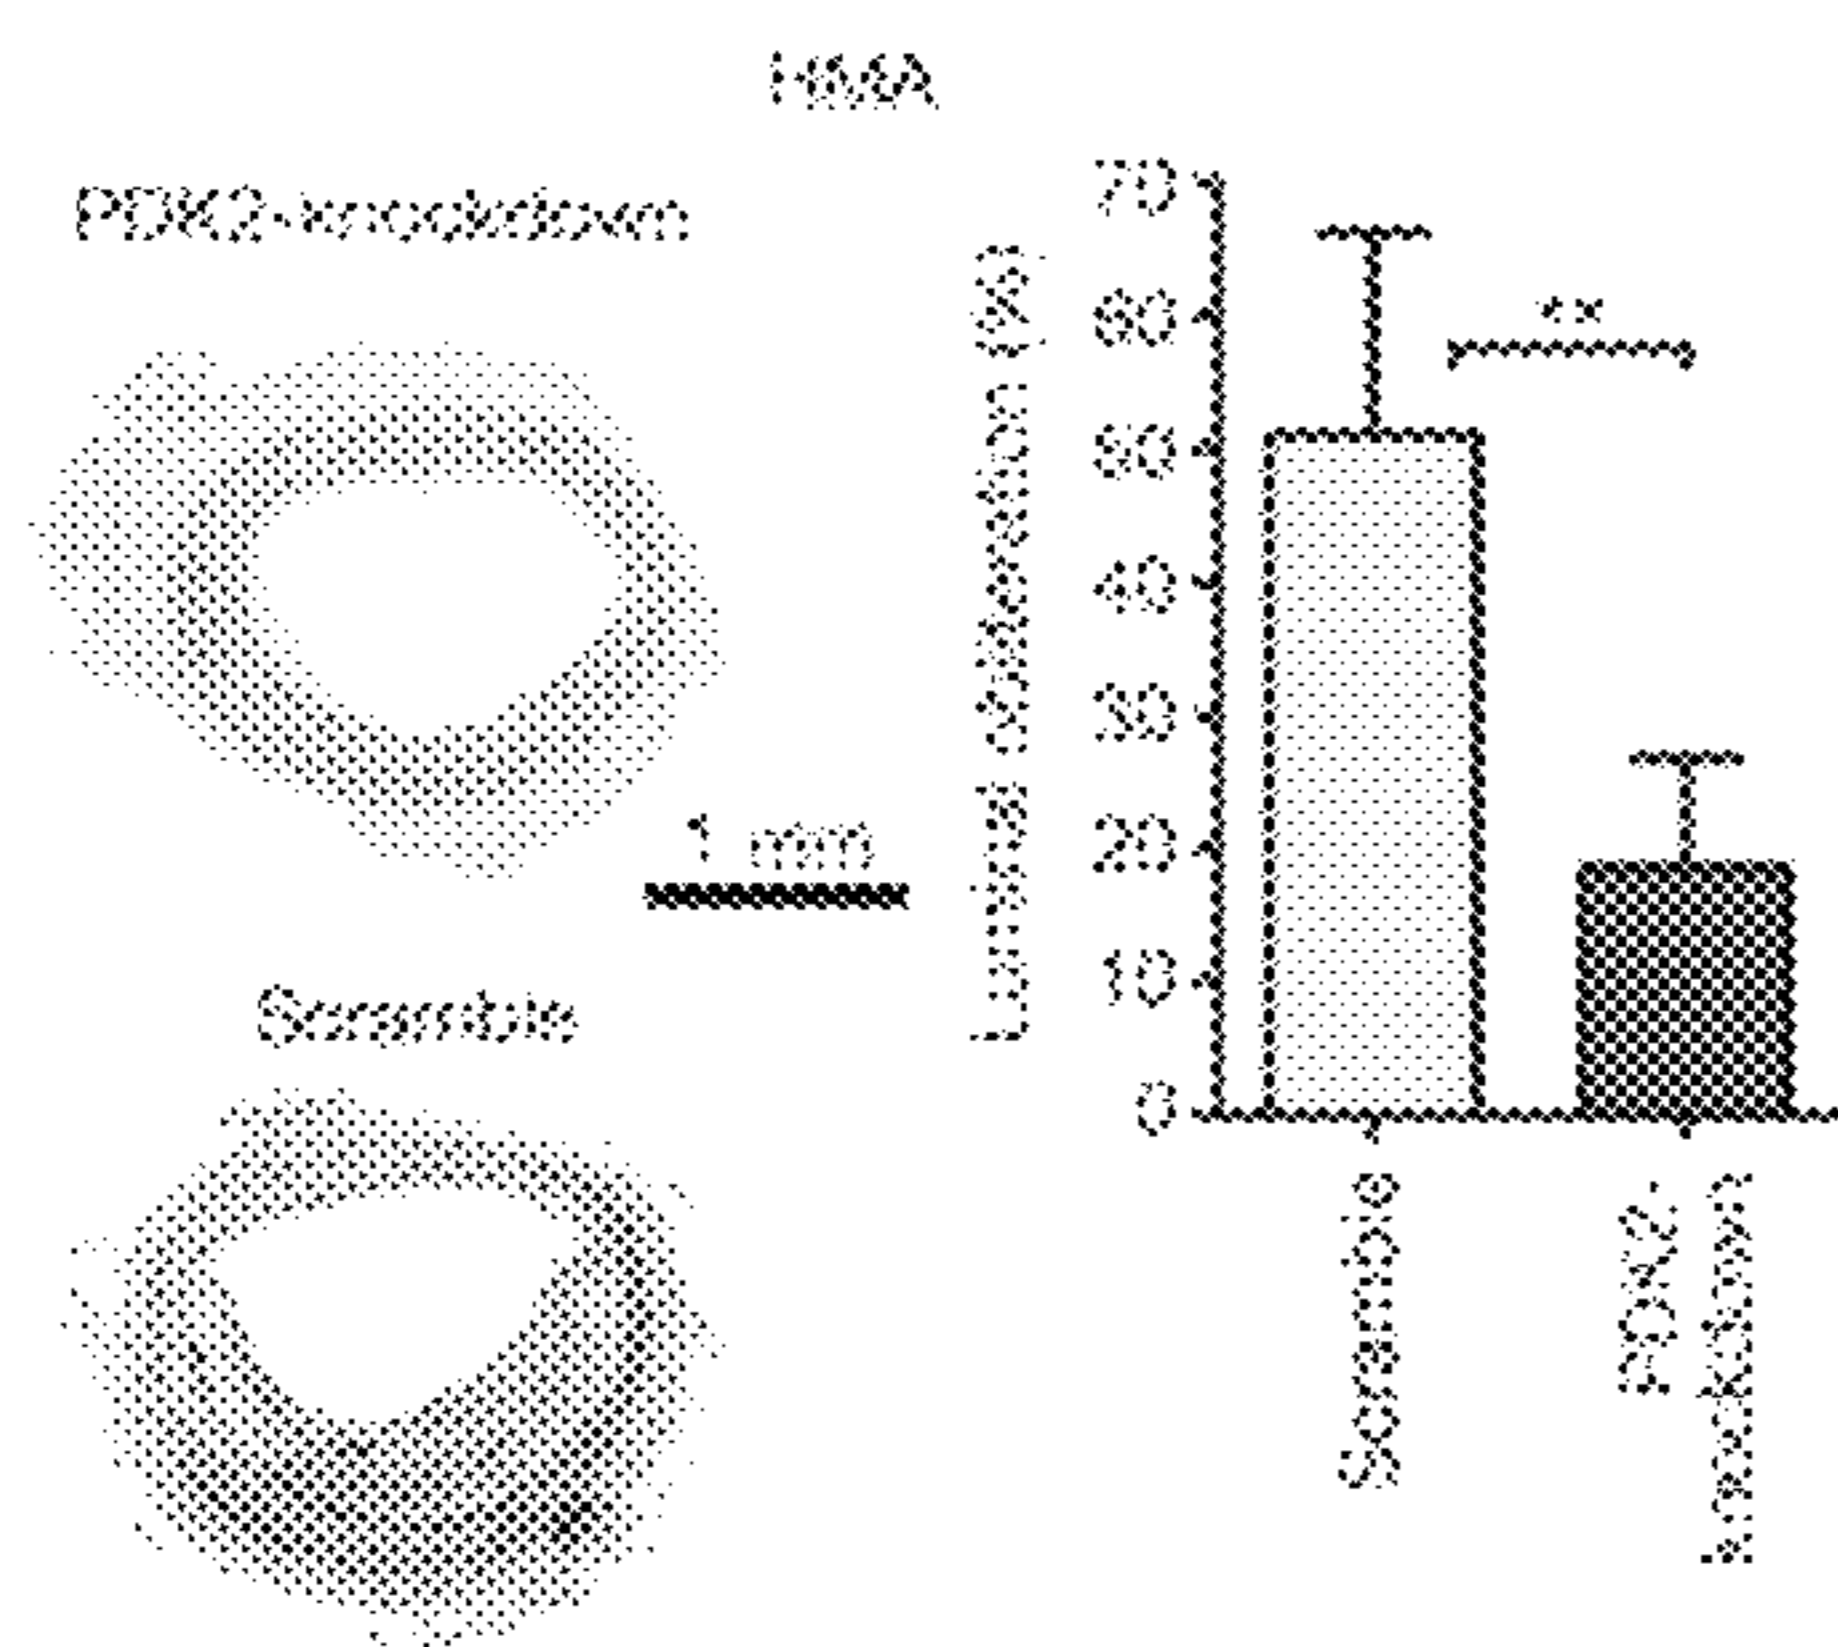 HMA
PDK2-knockdown
1 mm
Scramble
Luminal obliteration (%)
70
60
50
40
30
20
10
0
**
Scramble
PDK2-
knockdown